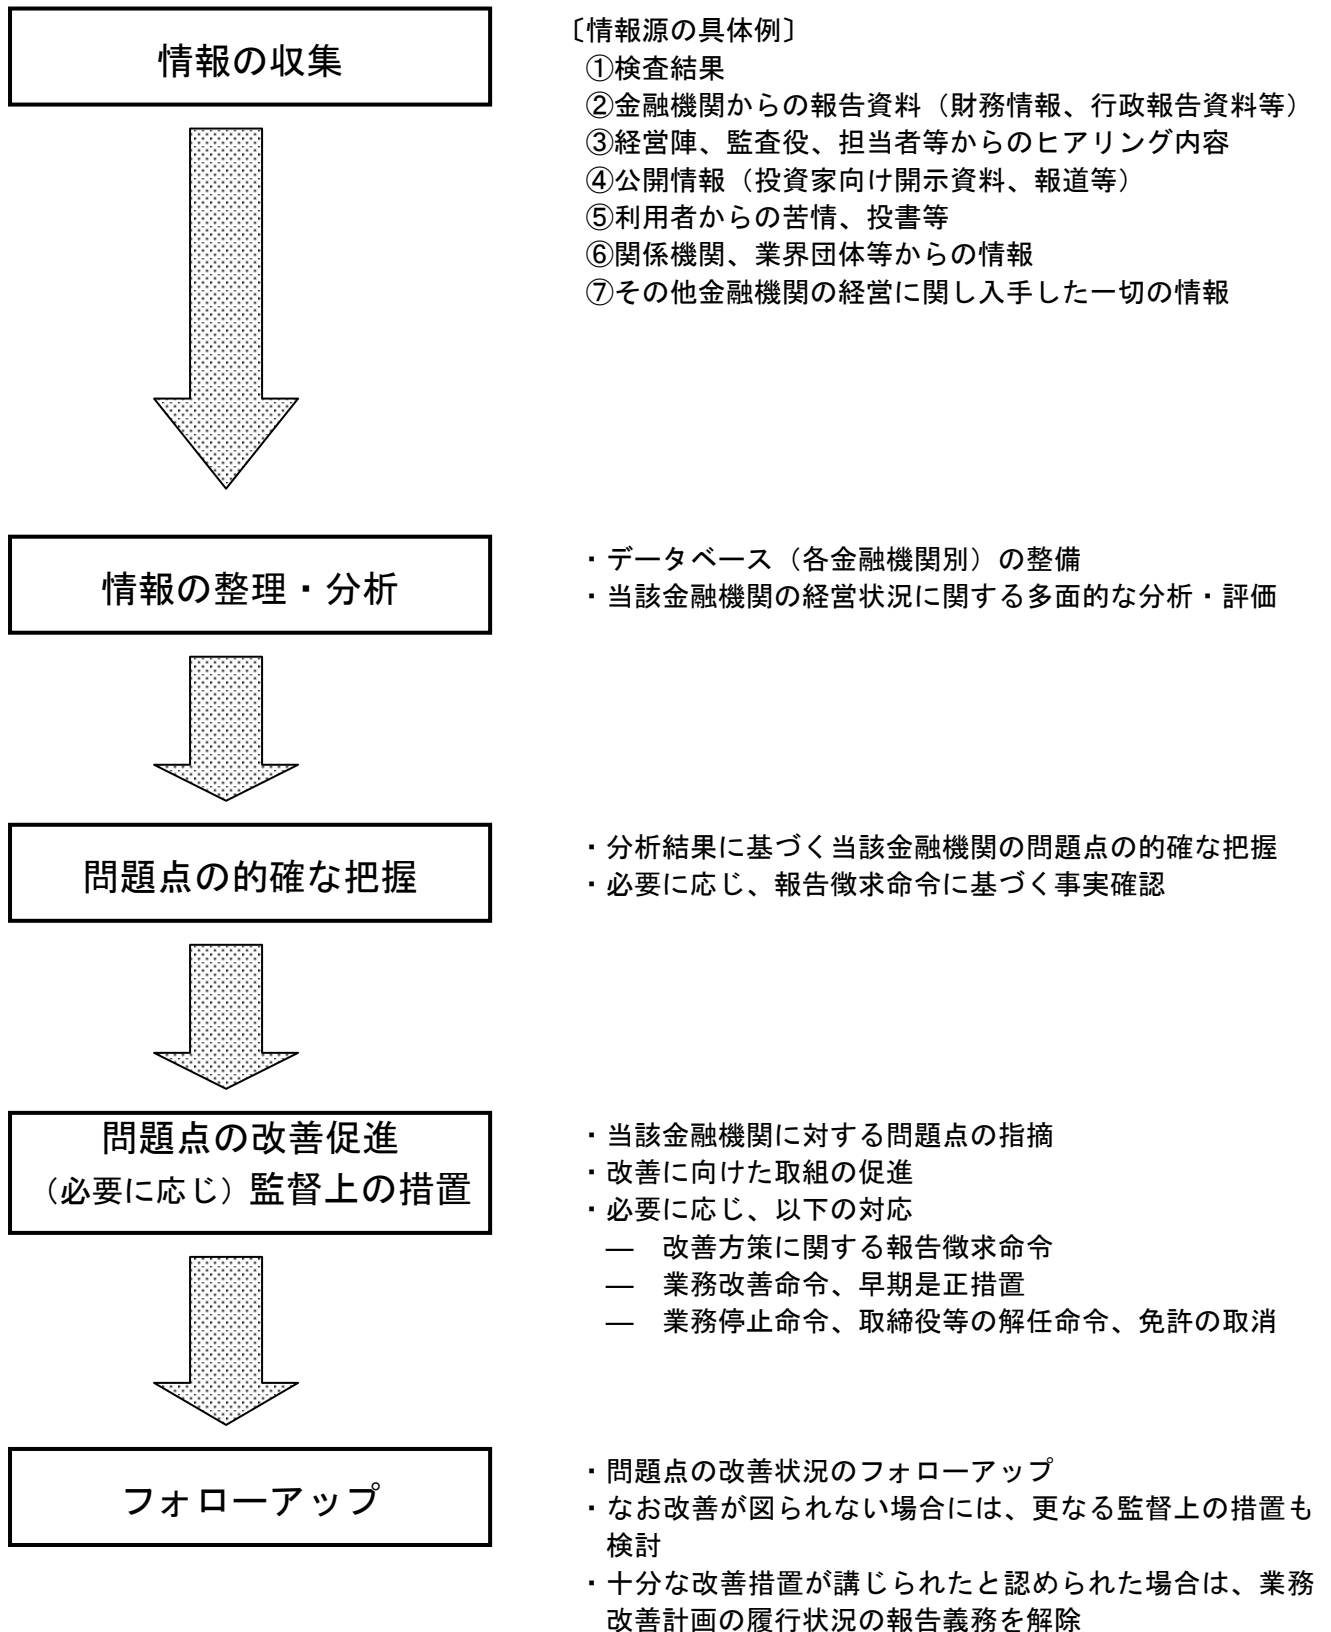 情報の収集
〔情報源の具体例〕
①検査結果
②金融機関からの報告資料（財務情報、行政報告資料等）
③経営陣、監査役、担当者等からのヒアリング内容
④公開情報（投資家向け開示資料、報道等）
⑤利用者からの苦情、投書等
⑥関係機関、業界団体等からの情報
⑦その他金融機関の経営に関し入手した一切の情報
情報の整理・分析
・データベース（各金融機関別）の整備
・当該金融機関の経営状況に関する多面的な分析・評価
問題点の的確な把握
・分析結果に基づく当該金融機関の問題点の的確な把握
・必要に応じ、報告徴求命令に基づく事実確認
問題点の改善促進
（必要に応じ）監督上の措置
・当該金融機関に対する問題点の指摘
・改善に向けた取組の促進
・必要に応じ、以下の対応
― 改善方策に関する報告徴求命令
― 業務改善命令、早期是正措置
― 業務停止命令、取締役等の解任命令、免許の取消
フォローアップ
・問題点の改善状況のフォローアップ
・なお改善が図られない場合には、更なる監督上の措置も
検討
・十分な改善措置が講じられたと認められた場合は、業務
改善計画の履行状況の報告義務を解除